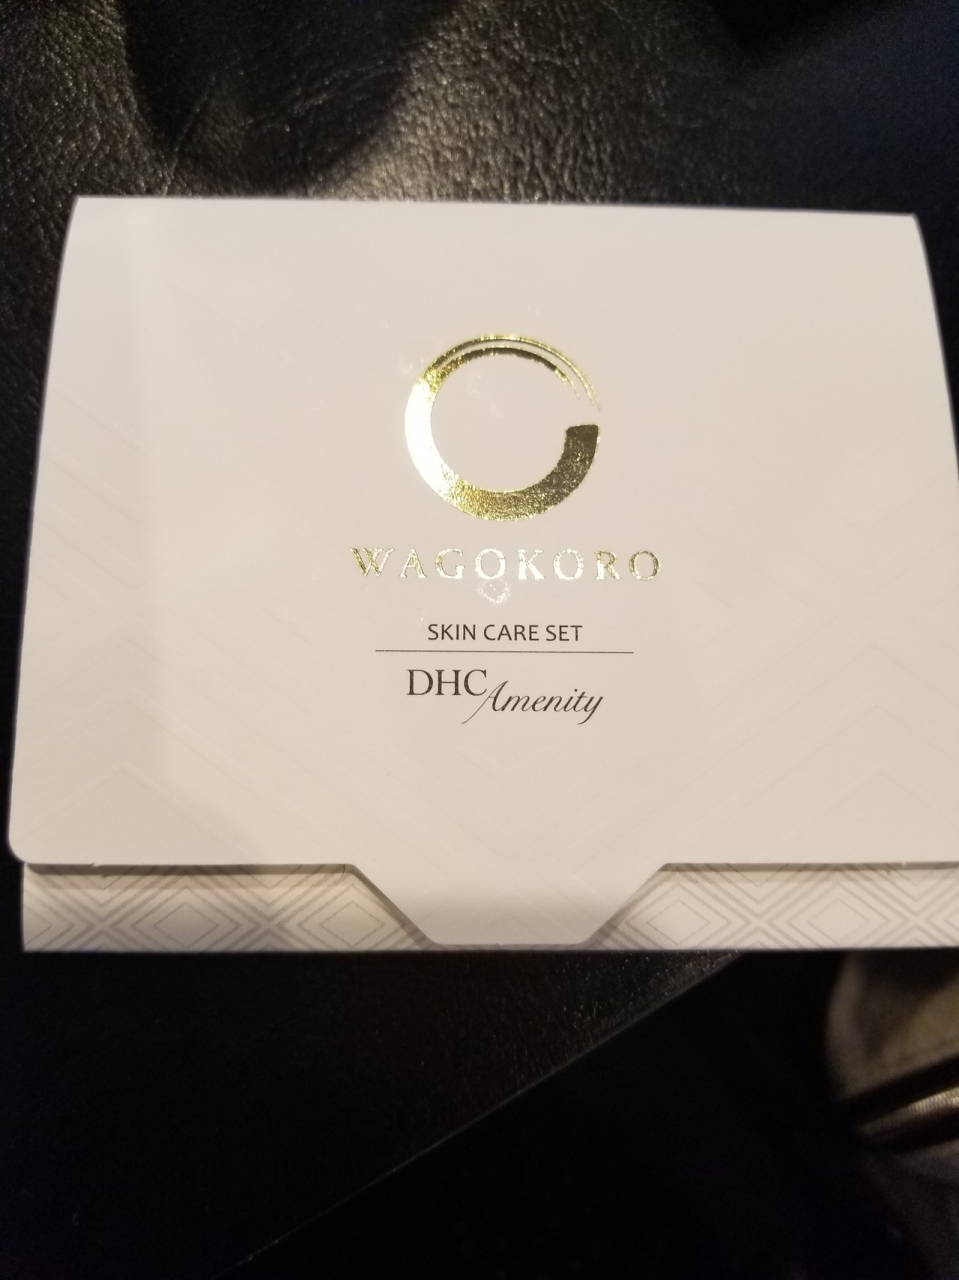 WAGOKORO
SKIN CARE SET
DHC Amenity